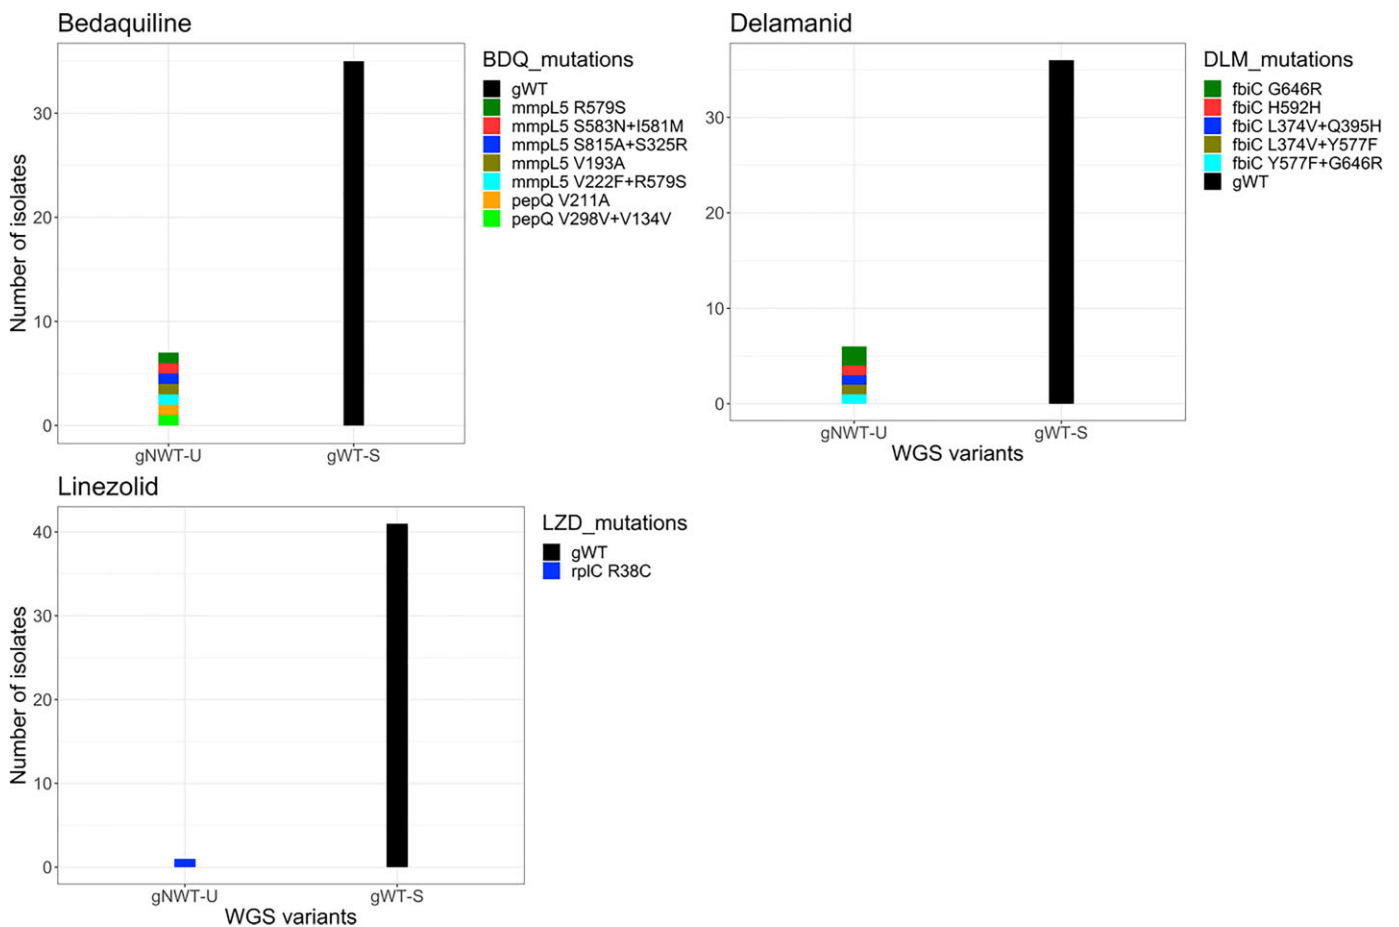 Bedaquiline
Number of isolates
30
20
10
0
gNWT-U
gWT-S
BDQ_mutations
gWT
mmpL5 R579S
mmpL5 S583N+I581M
mmpL5 S815A+S325R
mmpL5 V193A
mmpL5 V222F+R579S
pepQ V211A
pepQ V298V+V134V
Delamanid
30
20
10
0
gNWT-U
gWT-S
WGS variants
DLM_mutations
fbiC G646R
fbiC H592H
fbiC L374V+Q395H
fbiC L374V+Y577F
fbiC Y577F+G646R
gWT
Linezolid
Number of isolates
40
30
20
10
0
gNWT-U
gWT-S
WGS variants
LZD_mutations
gWT
rplC R38C